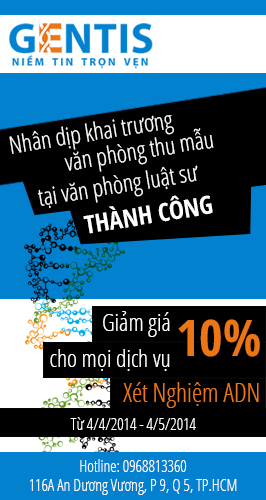 GENTIS
NIỀM TIN TRỌN VẸN
Nhân dịp khai trương
văn phòng thu mẫu
tại văn phòng luật sư
THÀNH CÔNG
Giảm giá
10%
cho mọi dịch vụ
Xét Nghiệm ADN
Từ 4/4/2014 - 4/5/2014
Hotline: 0968813360
116A An Dương Vương, P 9, Q 5, TP.HCM